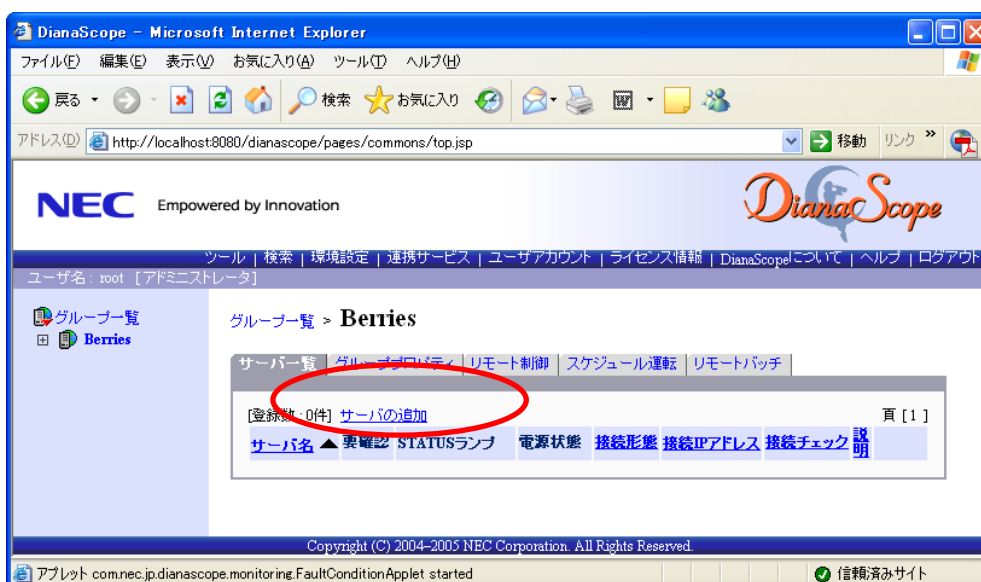 DianaScope - Microsoft Internet Explorer
ファイル(F) 編集(E) 表示(V) お気に入り(A) ツール(T) ヘルプ(H)
戻る 検索 お気に入り
アドレス(D) http://localhost:8080/dianascope/pages/commons/top.jsp 移動 リンク »
NEC Empowered by Innovation DianaScope
ツール | 検索 | 環境設定 | 連携サービス | ユーザアカウント | ライセンス情報 | DianaScopeについて | ヘルプ | ログアウト
ユーザ名 : root [アドミニストレータ]
グループ一覧
Berries
グループ一覧 > Berries
サーバ一覧 グループプロパティ リモート制御 スケジュール運転 リモートバッチ
[登録数 : 0件] サーバの追加 頁 [ 1 ]
サーバ名 ▲ 要確認 STATUSランプ 電源状態 接続形態 接続IPアドレス 接続チェック 説明
Copyright (C) 2004-2005 NEC Corporation. All Rights Reserved.
アプレット com.nec.jp.dianascope.monitoring.FaultConditionApplet started 信頼済みサイト